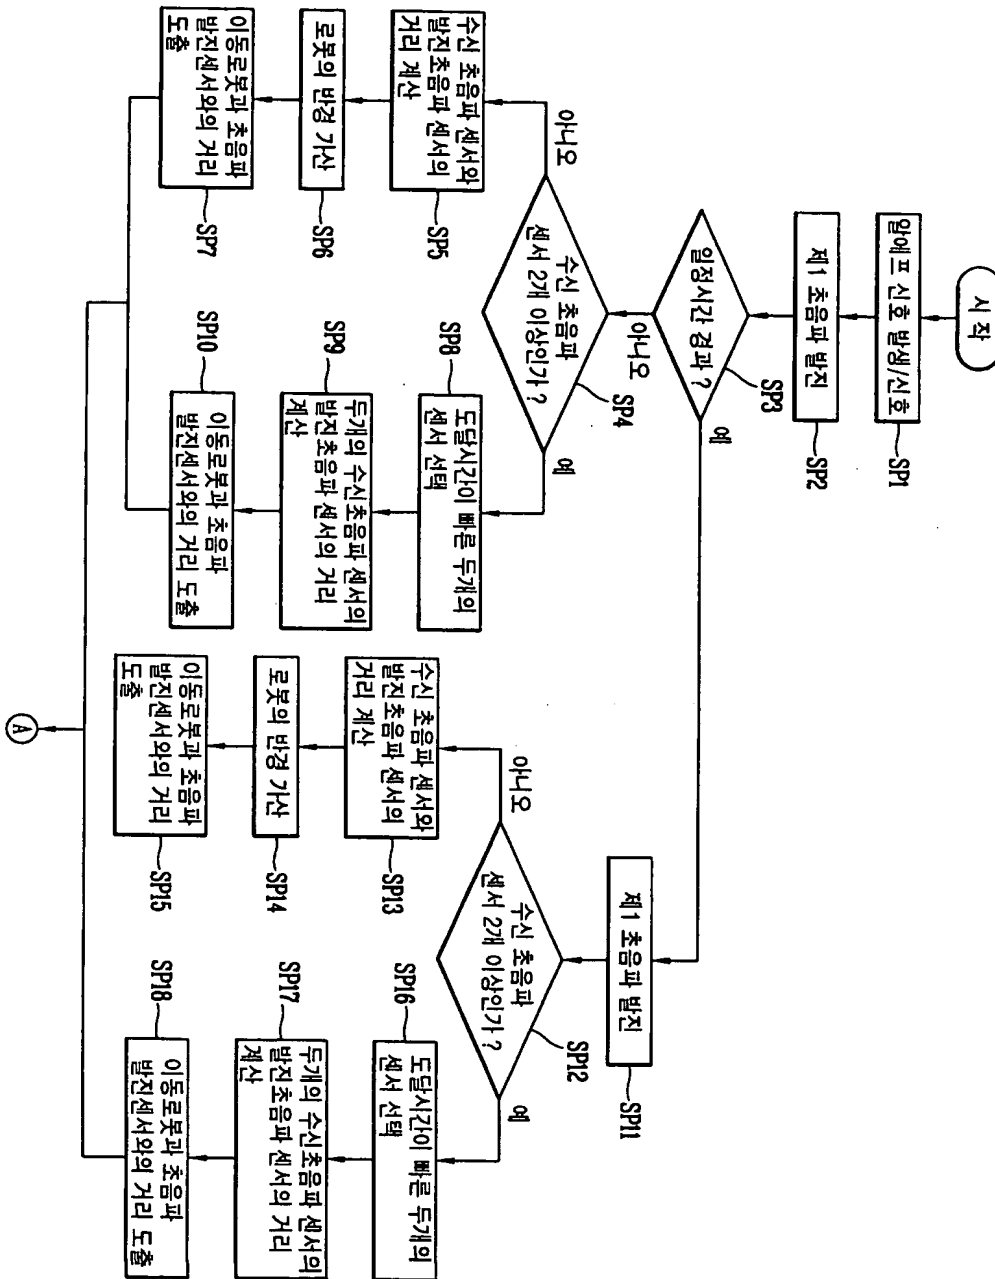 시 작
알에프 신호 발생/신호
SP1
제1 초음파 발진
SP2
일정시간 경과 ?
SP3
예
아니오
수신 초음파
센서 2개 이상인가 ?
SP4
아니오
예
수신 초음파 센서와
발진초음파 센서의
거리 계산
SP5
로봇의 반경 가산
SP6
이동로봇과 초음파
발진센서와의 거리
도출
SP7
도달시간이 빠른 두개의
센서 선택
SP8
두개의 수신초음파 센서의
발진초음파 센서의 거리
계산
SP9
이동로봇과 초음파
발진센서와의 거리 도출
SP10
제1 초음파 발진
SP11
수신 초음파
센서 2개 이상인가 ?
SP12
아니오
예
수신 초음파 센서와
발진초음파 센서의
거리 계산
SP13
로봇의 반경 가산
SP14
이동로봇과 초음파
발진센서와의 거리
도출
SP15
도달시간이 빠른 두개의
센서 선택
SP16
두개의 수신초음파 센서의
발진초음파 센서의 거리
계산
SP17
이동로봇과 초음파
발진센서와의 거리 도출
SP18
A